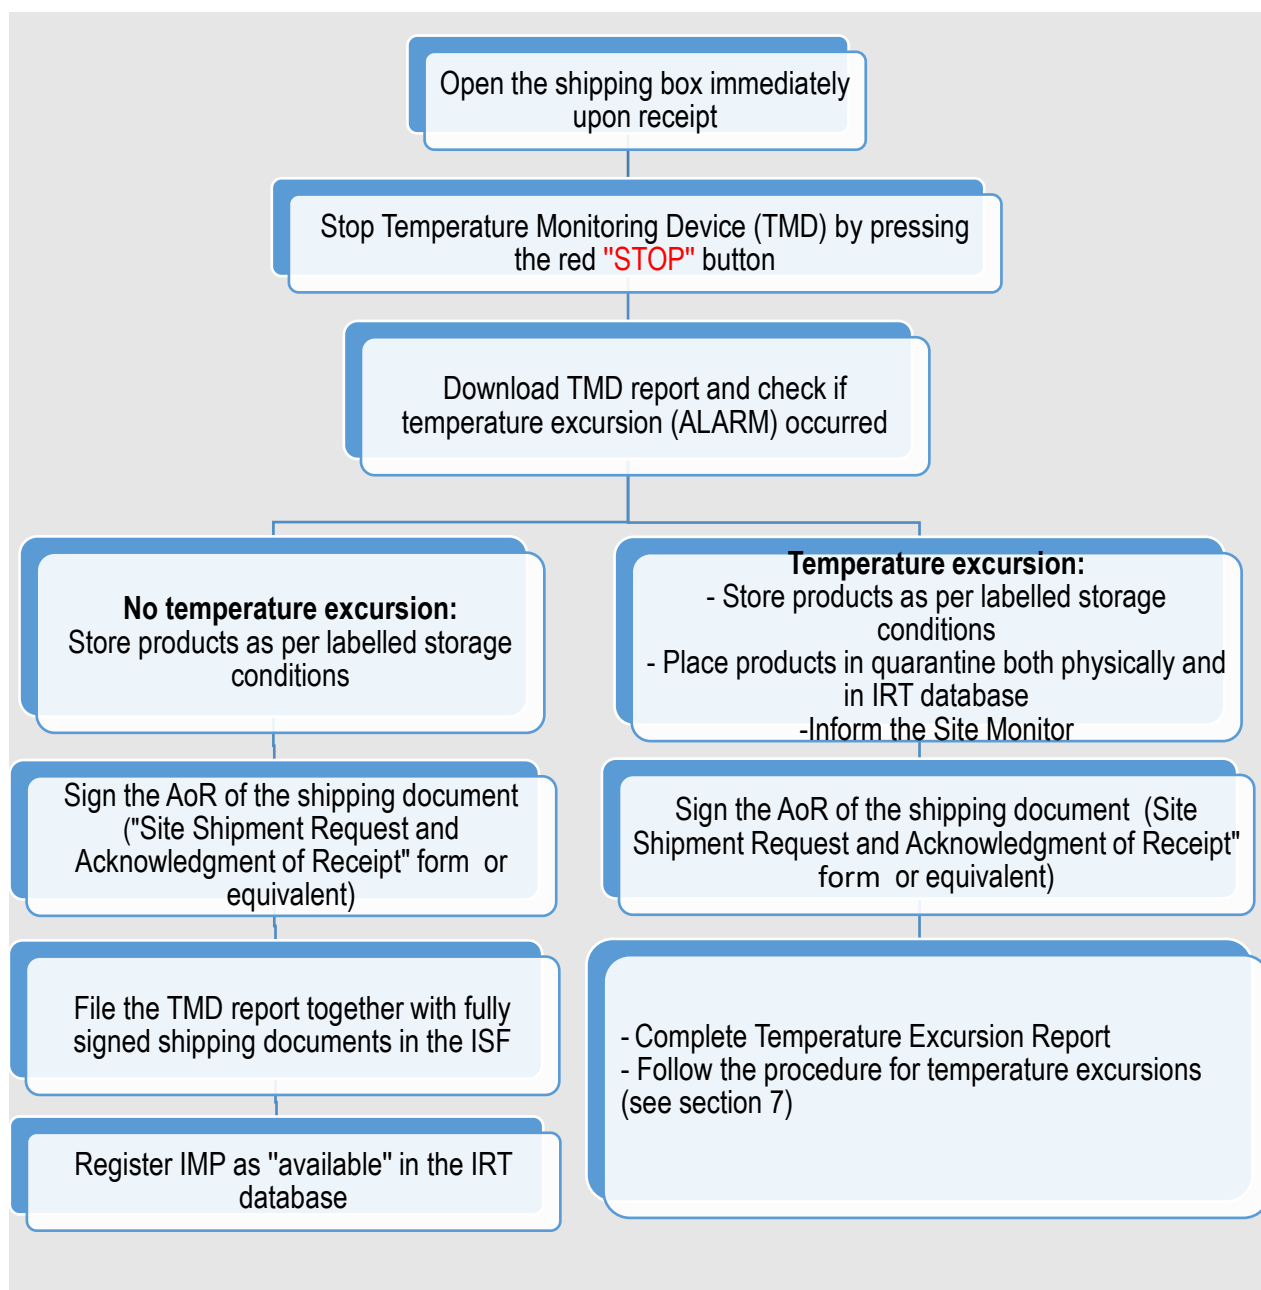 Open the shipping box immediately
upon receipt
Stop Temperature Monitoring Device (TMD) by pressing
the red "STOP" button
Download TMD report and check if
temperature excursion (ALARM) occurred
No temperature excursion:
Store products as per labelled storage
conditions
Sign the AoR of the shipping document
("Site Shipment Request and
Acknowledgment of Receipt" form or
equivalent)
File the TMD report together with fully
signed shipping documents in the ISF
Register IMP as "available" in the IRT
database
Temperature excursion:
- Store products as per labelled storage
conditions
- Place products in quarantine both physically and
in IRT database
-Inform the Site Monitor
Sign the AoR of the shipping document (Site
Shipment Request and Acknowledgment of Receipt"
form or equivalent)
- Complete Temperature Excursion Report
- Follow the procedure for temperature excursions
(see section 7)